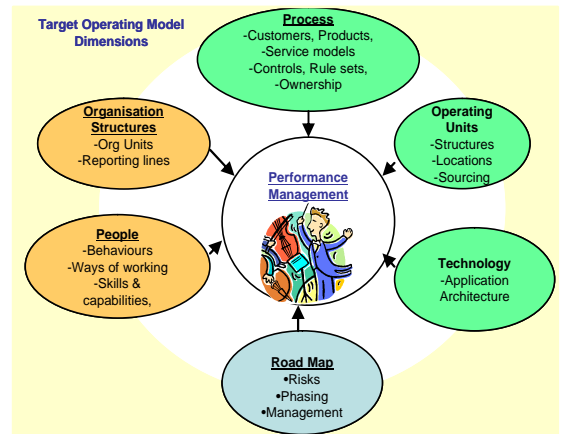 Target Operating Model
Dimensions
Process
-Customers, Products,
-Service models
-Controls, Rule sets,
-Ownership
Organisation
Structures
-Org Units
-Reporting lines
Operating
Units
-Structures
-Locations
-Sourcing
Performance
Management
People
-Behaviours
-Ways of working
-Skills &
capabilities,
Technology
-Application
Architecture
Road Map
•Risks
•Phasing
•Management